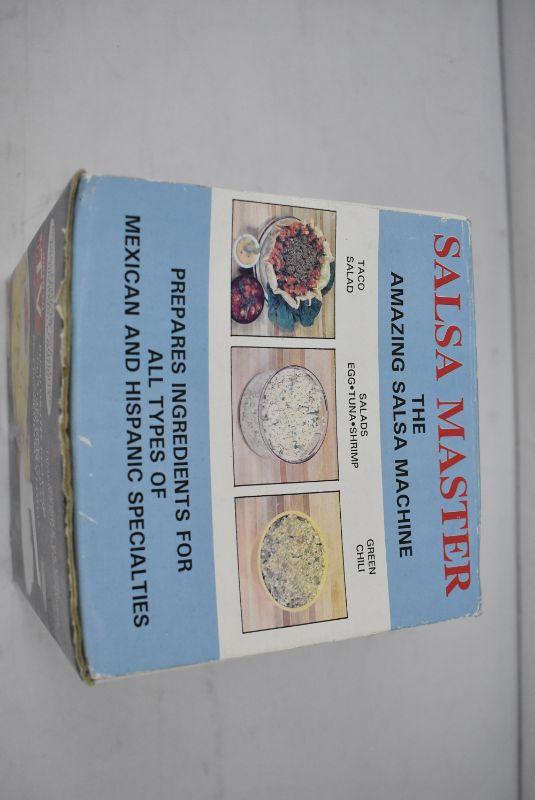 SALSA MASTER
THE
AMAZING SALSA MACHINE
TACO
SALAD
SALADS
EGG•TUNA•SHRIMP
GREEN
CHILI
PREPARES INGREDIENTS FOR
ALL TYPES OF
MEXICAN AND HISPANIC SPECIALTIES